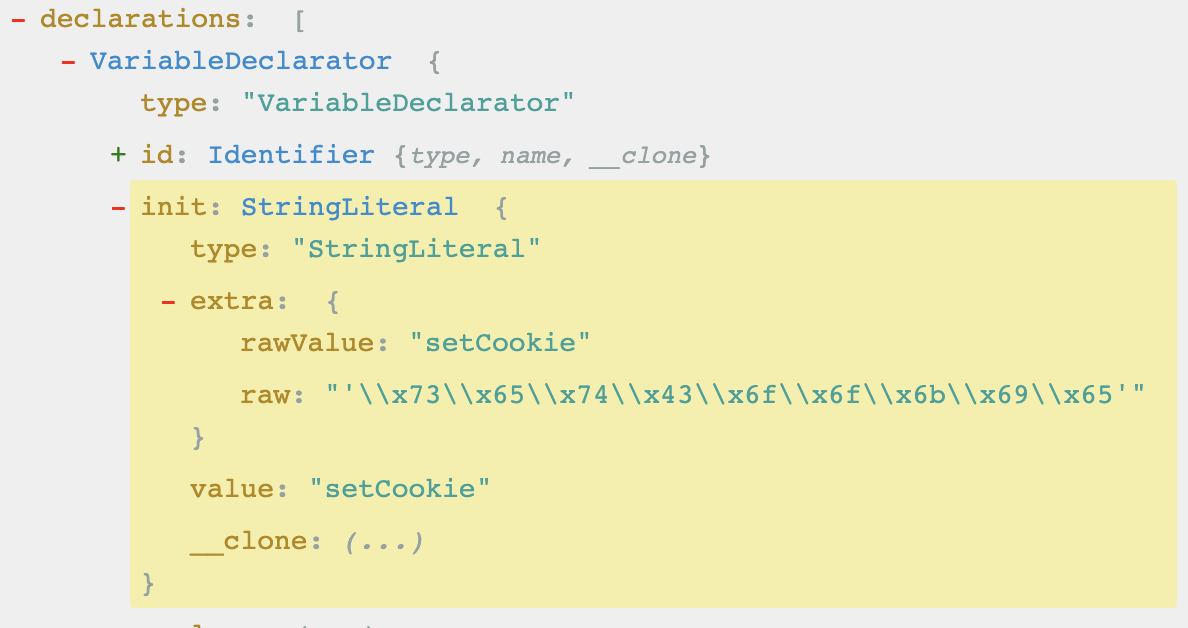 − declarations: [
− VariableDeclarator {
type: "VariableDeclarator"
+ id: Identifier {type, name, __clone}
− init: StringLiteral {
type: "StringLiteral"
− extra: {
rawValue: "setCookie"
raw: "'\\x73\\x65\\x74\\x43\\x6f\\x6f\\x6b\\x69\\x65'"
}
value: "setCookie"
__clone: (...)
}